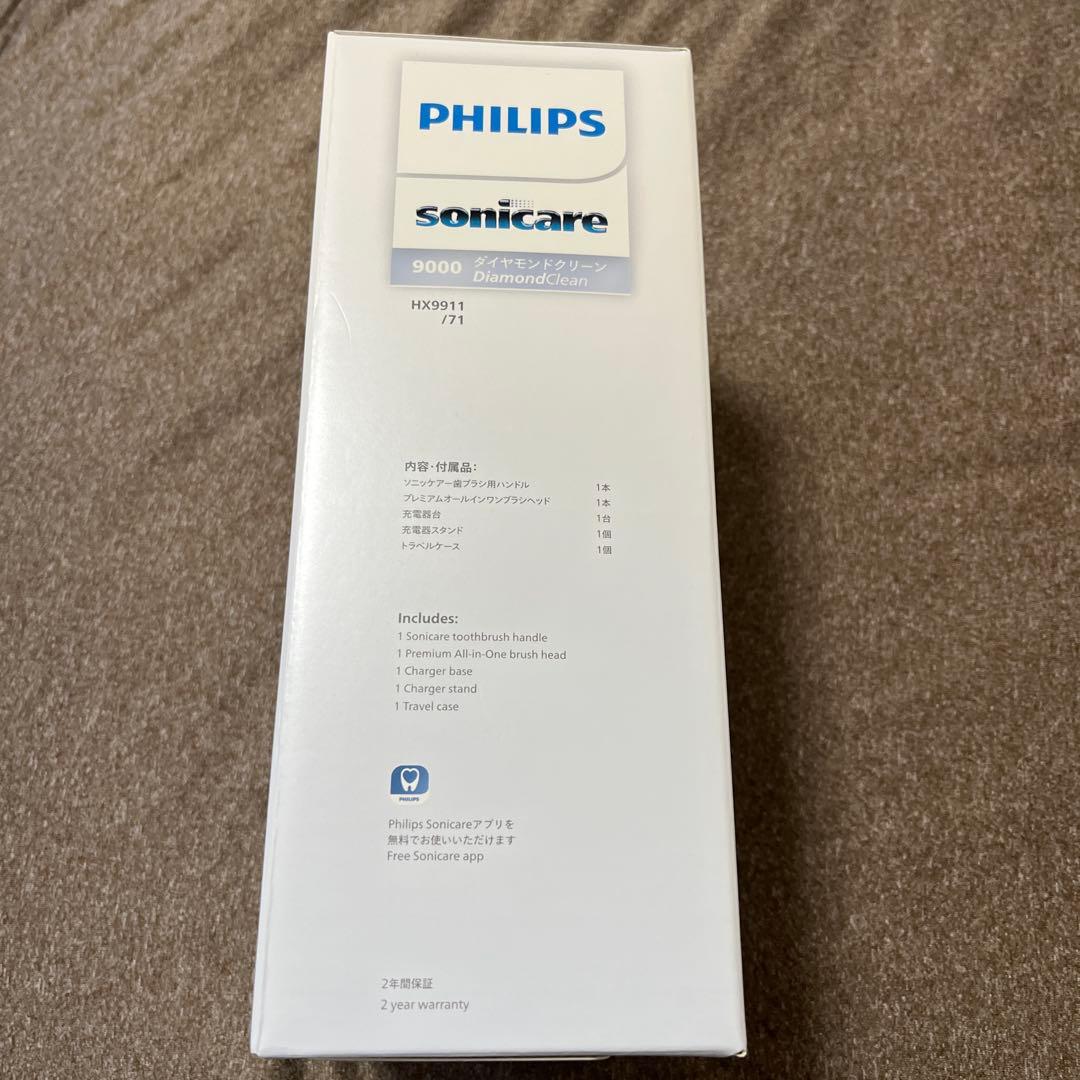 PHILIPS
sonicare
9000 ダイヤモンドクリーン
DiamondClean
HX9911
/71
内容・付属品：
ソニッケアー歯ブラシ用ハンドル 1本
プレミアムオールインワンブラシヘッド 1本
充電器台 1台
充電器スタンド 1個
トラベルケース 1個
Includes:
1 Sonicare toothbrush handle
1 Premium All-in-One brush head
1 Charger base
1 Charger stand
1 Travel case
PHILIPS
Philips Sonicareアプリを
無料でお使いいただけます
Free Sonicare app
2年間保証
2 year warranty